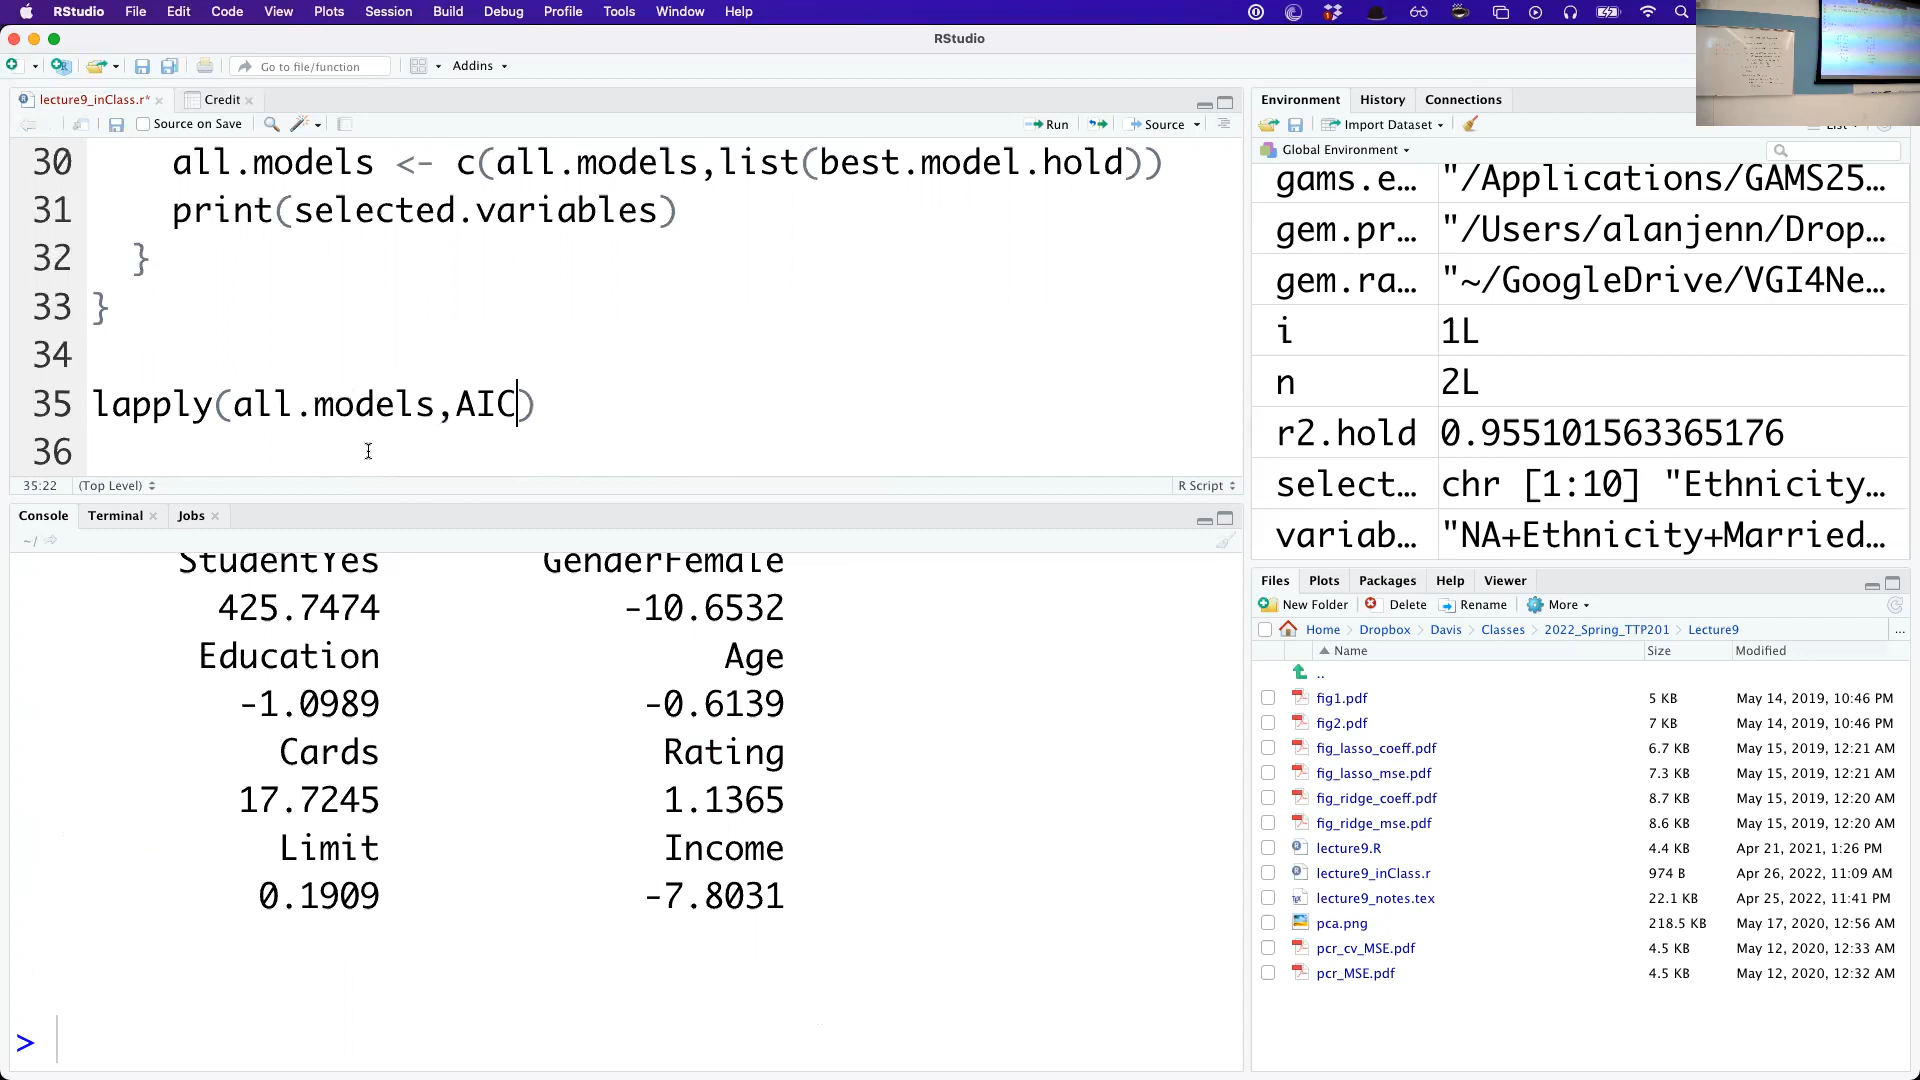 RStudio File Edit Code View Plots Session Build Debug Profile Tools Window Help
RStudio
Go to file/function Addins
lecture9_inClass.r* Credit
Source on Save Run Source
30 all.models <- c(all.models,list(best.model.hold))
31 print(selected.variables)
32 }
33 }
34
35 lapply(all.models,AIC)
36
35:22 (Top Level) R Script
Console Terminal Jobs
~/
StudentYes GenderFemale
425.7474 -10.6532
Education Age
-1.0989 -0.6139
Cards Rating
17.7245 1.1365
Limit Income
0.1909 -7.8031
>
Environment History Connections
Import Dataset List
Global Environment
gams.e… "/Applications/GAMS25…
gem.pr… "/Users/alanjenn/Drop…
gem.ra… "~/GoogleDrive/VGI4Ne…
i 1L
n 2L
r2.hold 0.955101563365176
select… chr [1:10] "Ethnicity…
variab… "NA+Ethnicity+Married…
Files Plots Packages Help Viewer
New Folder Delete Rename More
Home Dropbox Davis Classes 2022_Spring_TTP201 Lecture9 ...
Name Size Modified
..
fig1.pdf 5 KB May 14, 2019, 10:46 PM
fig2.pdf 7 KB May 14, 2019, 10:46 PM
fig_lasso_coeff.pdf 6.7 KB May 15, 2019, 12:21 AM
fig_lasso_mse.pdf 7.3 KB May 15, 2019, 12:21 AM
fig_ridge_coeff.pdf 8.7 KB May 15, 2019, 12:20 AM
fig_ridge_mse.pdf 8.6 KB May 15, 2019, 12:20 AM
lecture9.R 4.4 KB Apr 21, 2021, 1:26 PM
lecture9_inClass.r 974 B Apr 26, 2022, 11:09 AM
lecture9_notes.tex 22.1 KB Apr 25, 2022, 11:41 PM
pca.png 218.5 KB May 17, 2020, 12:56 AM
pcr_cv_MSE.pdf 4.5 KB May 12, 2020, 12:33 AM
pcr_MSE.pdf 4.5 KB May 12, 2020, 12:32 AM